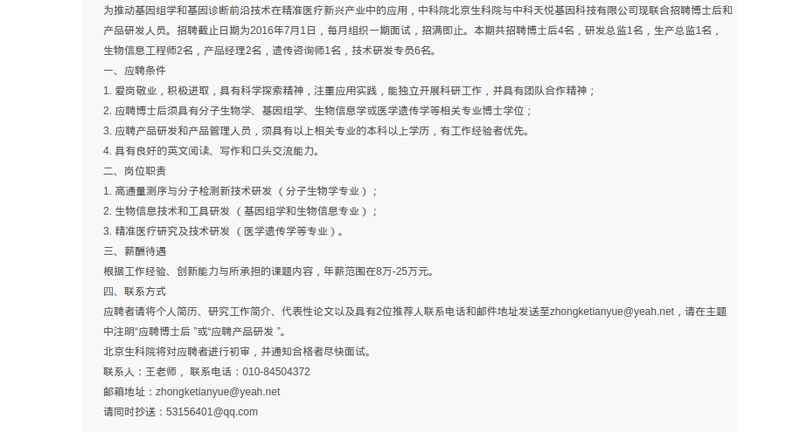 为推动基因组学和基因诊断前沿技术在精准医疗新兴产业中的应用，中科院北京生科院与中科天悦基因科技有限公司现联合招聘博士后和
产品研发人员。招聘截止日期为2016年7月1日，每月组织一期面试，招满即止。本期共招聘博士后4名，研发总监1名，生产总监1名，
生物信息工程师2名，产品经理2名，遗传咨询师1名，技术研发专员6名。
一、应聘条件
1. 爱岗敬业，积极进取，具有科学探索精神，注重应用实践，能独立开展科研工作，并具有团队合作精神；
2. 应聘博士后须具有分子生物学、基因组学、生物信息学或医学遗传学等相关专业博士学位；
3. 应聘产品研发和产品管理人员，须具有以上相关专业的本科以上学历，有工作经验者优先。
4. 具有良好的英文阅读、写作和口头交流能力。
二、岗位职责
1. 高通量测序与分子检测新技术研发 （分子生物学专业）；
2. 生物信息技术和工具研发 （基因组学和生物信息专业）；
3. 精准医疗研究及技术研发 （医学遗传学等专业）。
三、薪酬待遇
根据工作经验、创新能力与所承担的课题内容，年薪范围在8万-25万元。
四、联系方式
应聘者请将个人简历、研究工作简介、代表性论文以及具有2位推荐人联系电话和邮件地址发送至zhongketianyue@yeah.net，请在主题
中注明“应聘博士后 ”或“应聘产品研发 ”。
北京生科院将对应聘者进行初审，并通知合格者尽快面试。
联系人：王老师， 联系电话：010-84504372
邮箱地址：zhongketianyue@yeah.net
请同时抄送：53156401@qq.com